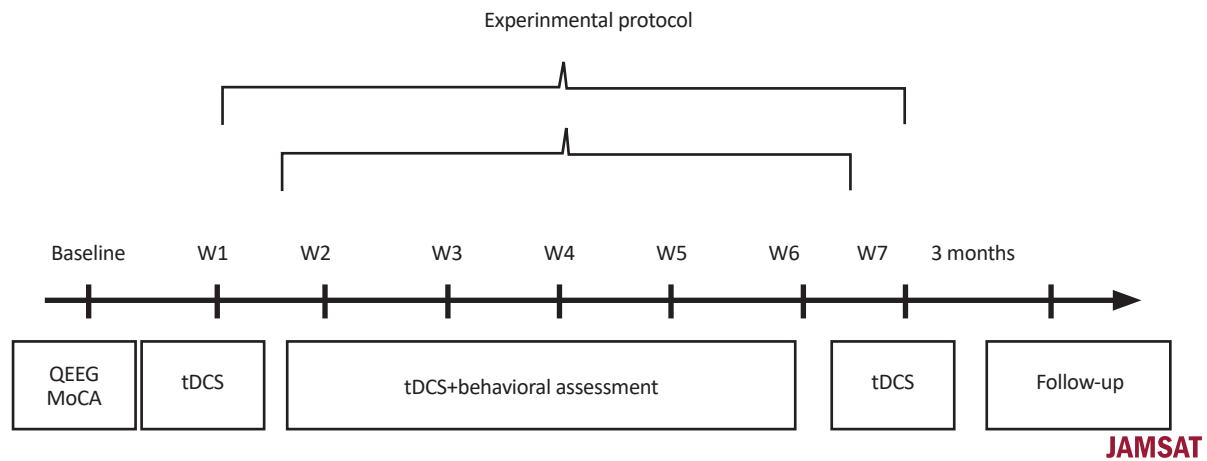 Experinmental protocol
Baseline W1 W2 W3 W4 W5 W6 W7 3 months
QEEG
MoCA
tDCS
tDCS+behavioral assessment
tDCS
Follow-up
JAMSAT